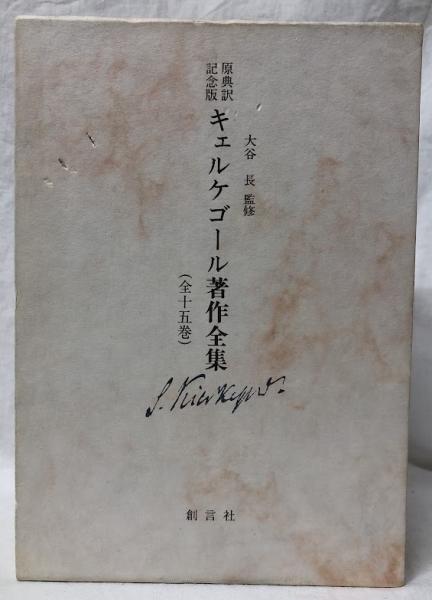 大谷 長 監修
原典訳
記念版
キェルケゴール著作全集
(全十五巻)
S. Kierkegaard.
創言社